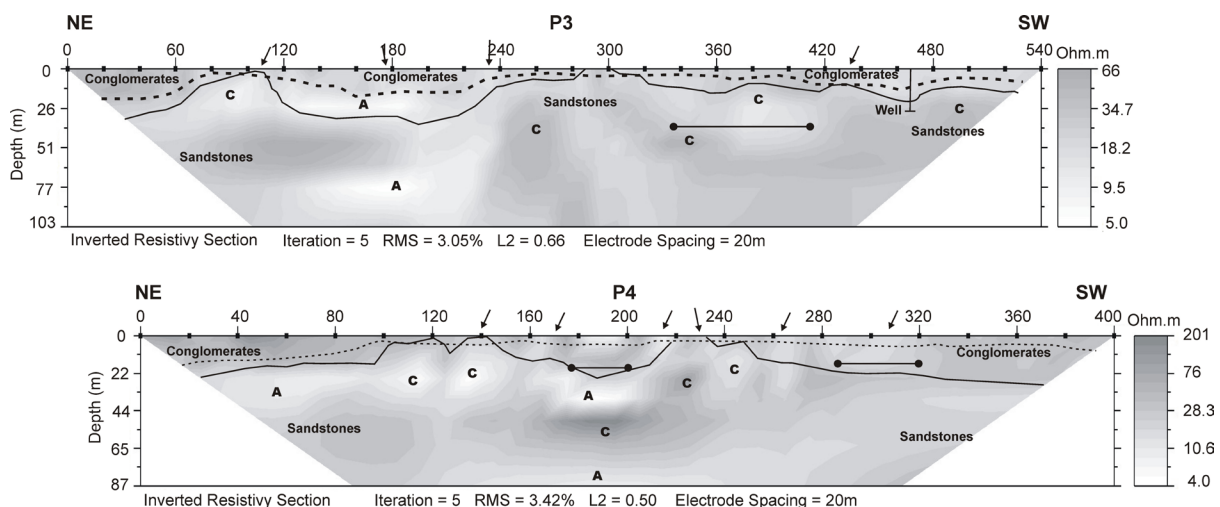 NE P3 SW
0 60 120 180 240 300 360 420 480 540 Ohm.m
Conglomerates Conglomerates Conglomerates
Depth (m)
0
26
51
77
103
66
34.7
18.2
9.5
5.0
C A Sandstones C C
Well
C C Sandstones
Sandstones
A
Inverted Resistivy Section Iteration = 5 RMS = 3.05% L2 = 0.66 Electrode Spacing = 20m
NE P4 SW
0 40 80 120 160 200 240 280 320 360 400 Ohm.m
Conglomerates Conglomerates
Depth (m)
0
22
44
65
87
201
76
28.3
10.6
4.0
A C C A C C
Sandstones C Sandstones
A
Inverted Resistivy Section Iteration = 5 RMS = 3.42% L2 = 0.50 Electrode Spacing = 20m